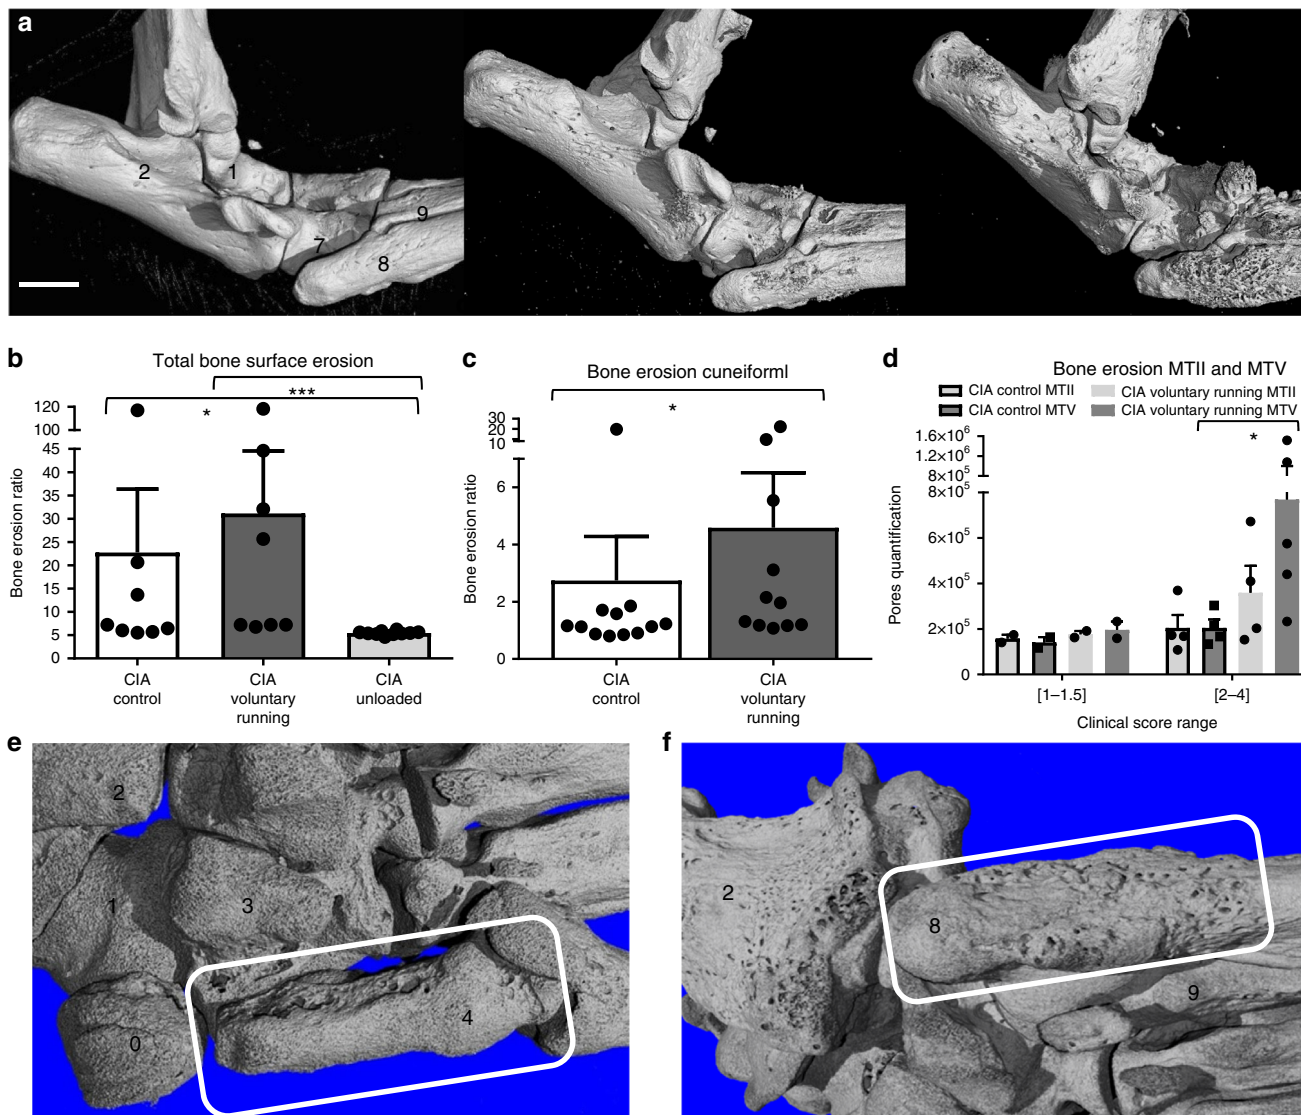 a
2
1
9
7
8
b
Total bone surface erosion
***
*
Bone erosion ratio
120
100
45
40
35
30
25
20
15
10
5
0
CIA control
CIA voluntary running
CIA unloaded
c
Bone erosion cuneiformI
*
Bone erosion ratio
30
20
10
6
4
2
0
CIA control
CIA voluntary running
d
Bone erosion MTII and MTV
CIA control MTII
CIA voluntary running MTII
CIA control MTV
CIA voluntary running MTV
*
Pores quantification
1.6×10⁶
1.2×10⁶
8×10⁵
8×10⁵
6×10⁵
4×10⁵
2×10⁵
0
[1–1.5]
[2–4]
Clinical score range
e
2
1
3
4
0
f
2
8
9